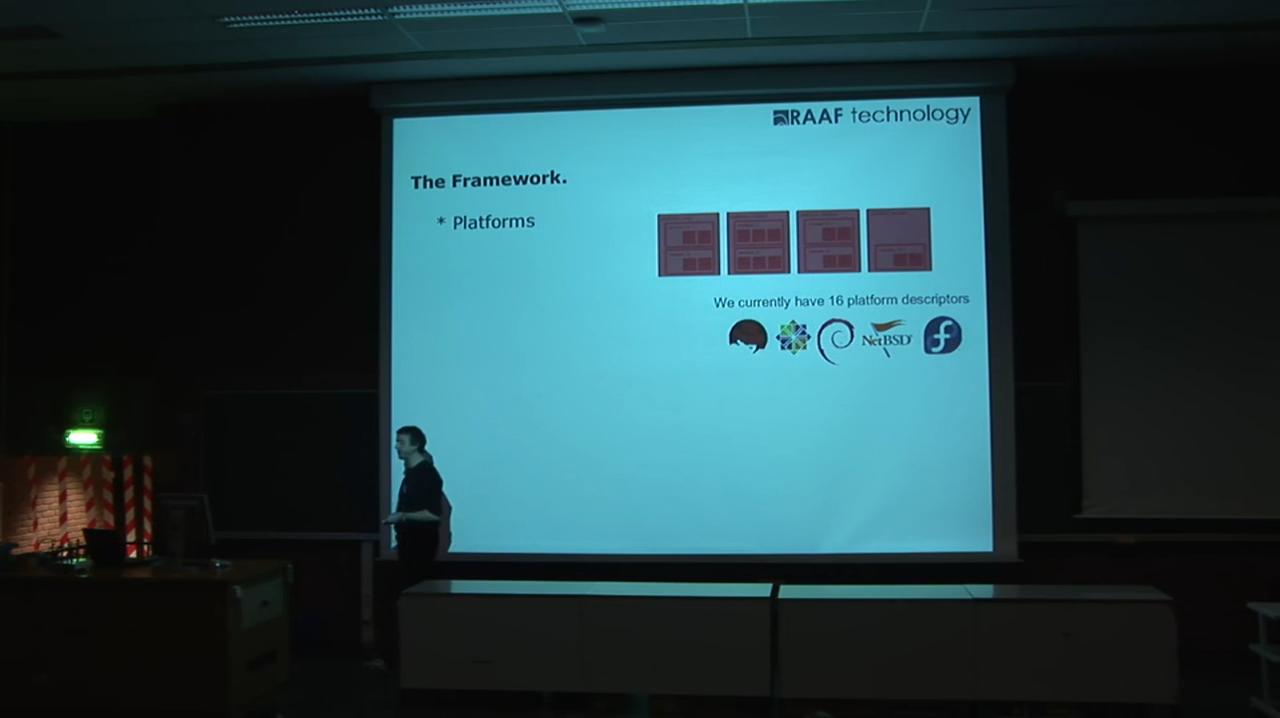 RAAF technology
The Framework.
* Platforms
We currently have 16 platform descriptors
NetBSD